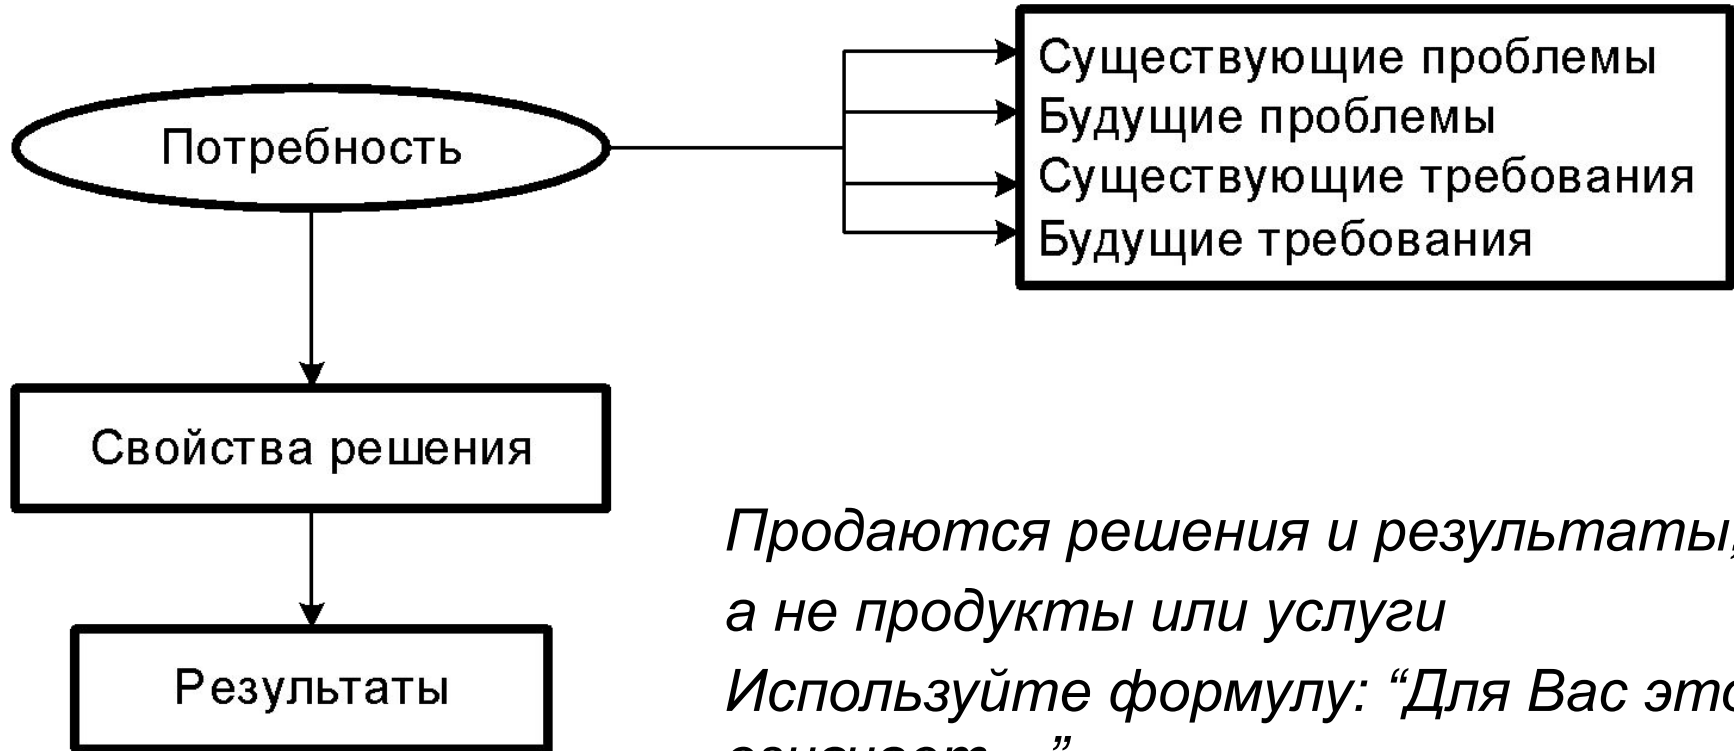 Потребность
Существующие проблемы
Будущие проблемы
Существующие требования
Будущие требования
Свойства решения
Результаты
Продаются решения и результаты,
а не продукты или услуги
Используйте формулу: “Для Вас это